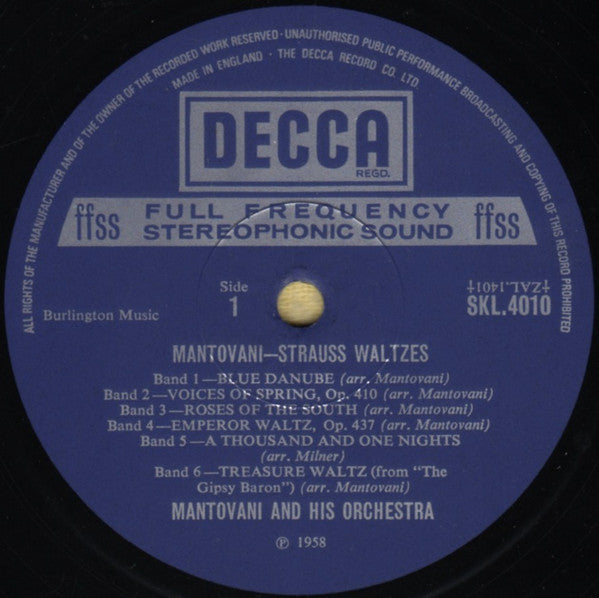 ALL RIGHTS OF THE MANUFACTURER AND OF THE OWNER OF THE RECORDED WORK RESERVED · UNAUTHORISED PUBLIC PERFORMANCE BROADCASTING AND COPYING OF THIS RECORD PROHIBITED
MADE IN ENGLAND · THE DECCA RECORD CO. LTD.
DECCA
REGD.
ffss FULL FREQUENCY ffss
STEREOPHONIC SOUND
Side
1
Burlington Music
‡ZAL.1401‡
SKL.4010
MANTOVANI—STRAUSS WALTZES
Band 1—BLUE DANUBE (arr. Mantovani)
Band 2—VOICES OF SPRING, Op. 410 (arr. Mantovani)
Band 3—ROSES OF THE SOUTH (arr. Mantovani)
Band 4—EMPEROR WALTZ, Op. 437 (arr. Mantovani)
Band 5—A THOUSAND AND ONE NIGHTS
(arr. Milner)
Band 6—TREASURE WALTZ (from "The
Gipsy Baron") (arr. Mantovani)
MANTOVANI AND HIS ORCHESTRA
℗ 1958